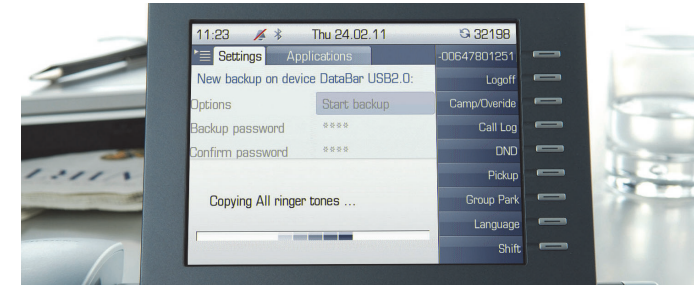 11:23 Thu 24.02.11 32198
Settings Applications
-00647801251
New backup on device DataBar USB2.0:
Logoff
Options Start backup
Camp/Overide
Backup password ****
Call Log
Confirm password ****
DND
Pickup
Copying All ringer tones ...
Group Park
Language
Shift